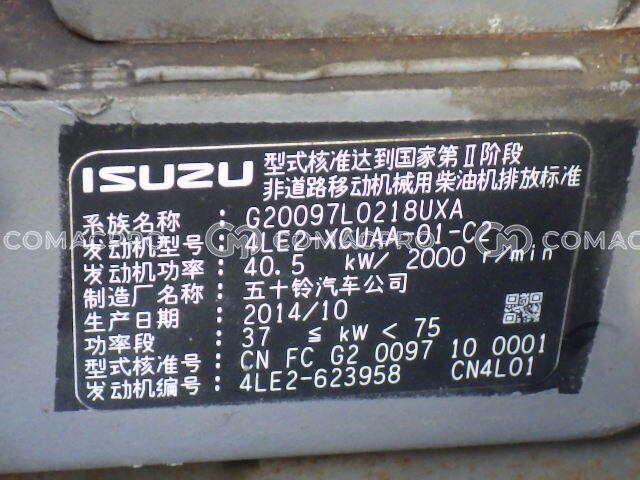 ISUZU 型式核准达到国家第Ⅱ阶段
非道路移动机械用柴油机排放标准
系族名称 : G20097L0218UXA
发动机型号: 4LE2-XCUAA-01-C2
发动机功率: 40.5 kW/ 2000 r/min
制造厂名称: 五十铃汽车公司
生产日期 : 2014/10
功率段 : 37 ≤ kW < 75
型式核准号: CN FC G2 0097 10 0001
发动机编号: 4LE2-623958 CN4L01
COMACPRO COMACPRO COMAC